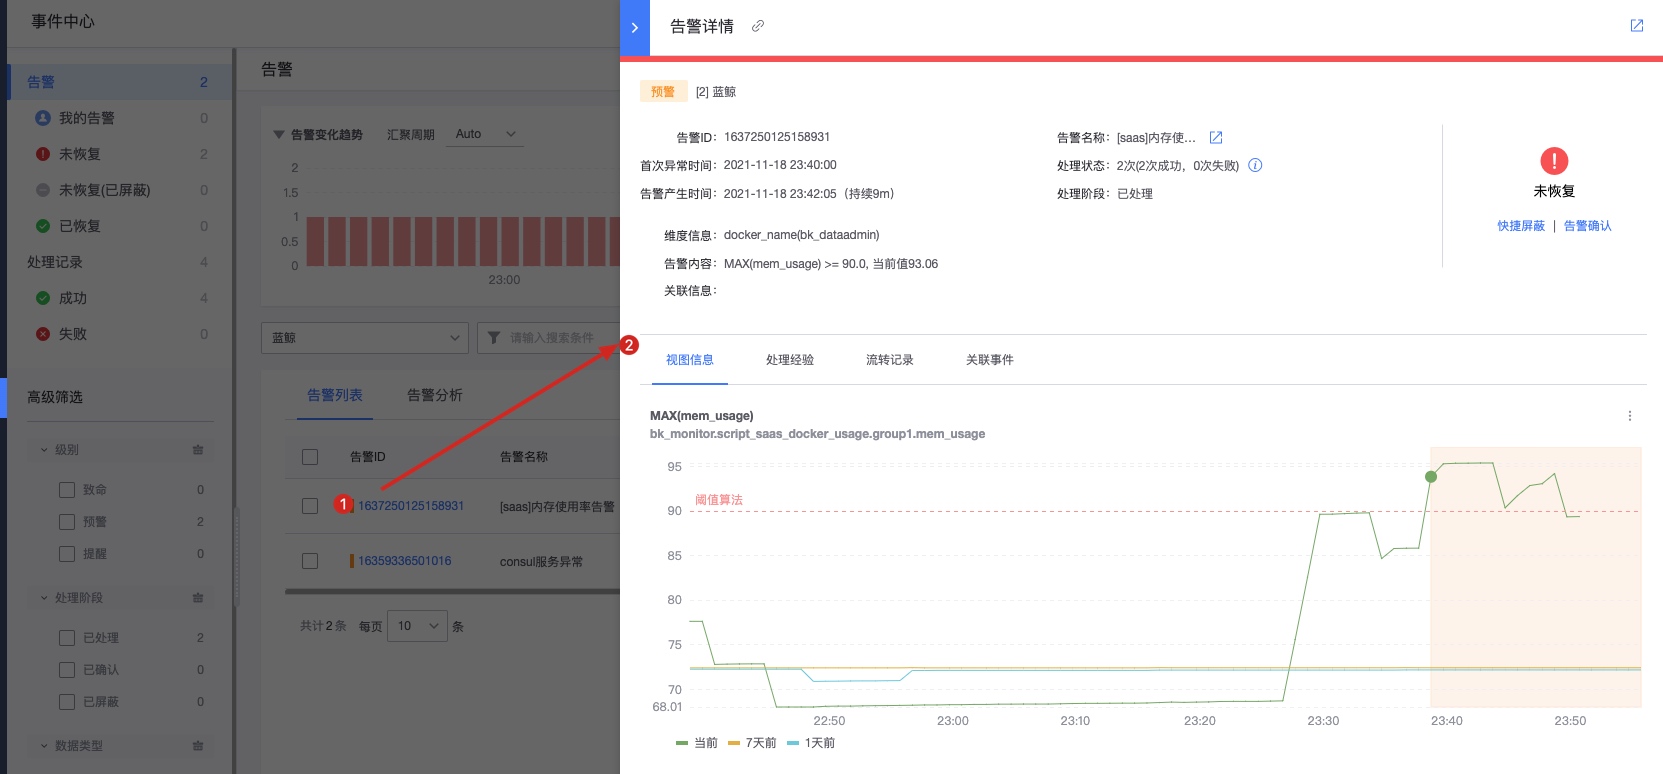 事件中心
告警 2
我的告警 0
未恢复 2
未恢复(已屏蔽) 0
已恢复 0
处理记录 4
成功 4
失败 0
高级筛选
级别
致命 0
预警 2
提醒 0
处理阶段
已处理 2
已确认 0
已屏蔽 0
数据类型
告警
告警变化趋势 汇聚周期 Auto
2
1.5
1
0.5
0
23:00
蓝鲸 请输入搜索条件
告警列表 告警分析
告警ID 告警名称
1 1637250125158931 [saas]内存使用率告警
16359336501016 consul服务异常
共计2条 每页 10 条
告警详情
预警 [2] 蓝鲸
告警ID: 1637250125158931 告警名称: [saas]内存使...
首次异常时间: 2021-11-18 23:40:00 处理状态: 2次(2次成功，0次失败)
告警产生时间: 2021-11-18 23:42:05（持续9m） 处理阶段: 已处理
维度信息: docker_name(bk_dataadmin)
告警内容: MAX(mem_usage) >= 90.0, 当前值93.06
关联信息:
未恢复
快捷屏蔽 | 告警确认
2
视图信息 处理经验 流转记录 关联事件
MAX(mem_usage)
bk_monitor.script_saas_docker_usage.group1.mem_usage
95
阈值算法
90
85
80
75
70
68.01
22:50 23:00 23:10 23:20 23:30 23:40 23:50
当前 7天前 1天前